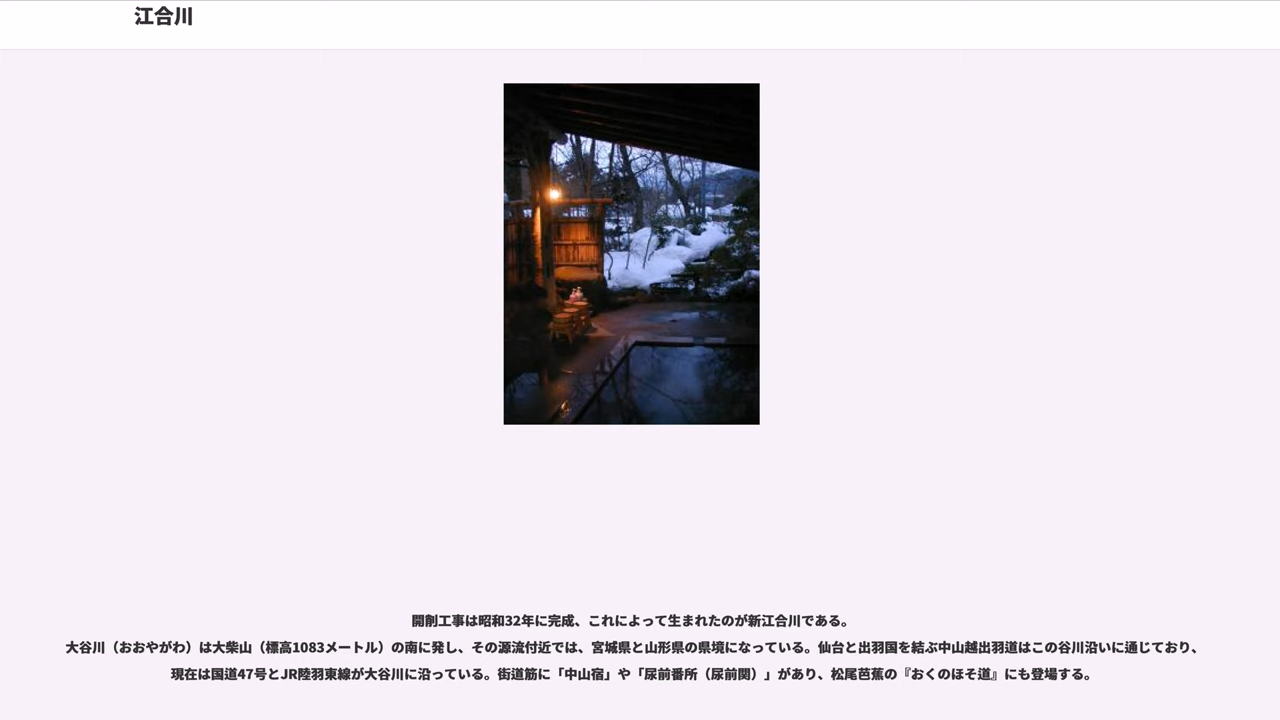 江合川
開削工事は昭和32年に完成、これによって生まれたのが新江合川である。
大谷川（おおやがわ）は大柴山（標高1083メートル）の南に発し、その源流付近では、宮城県と山形県の県境になっている。仙台と出羽国を結ぶ中山越出羽道はこの谷川沿いに通じており、
現在は国道47号とJR陸羽東線が大谷川に沿っている。街道筋に「中山宿」や「尿前番所（尿前関）」があり、松尾芭蕉の『おくのほそ道』にも登場する。